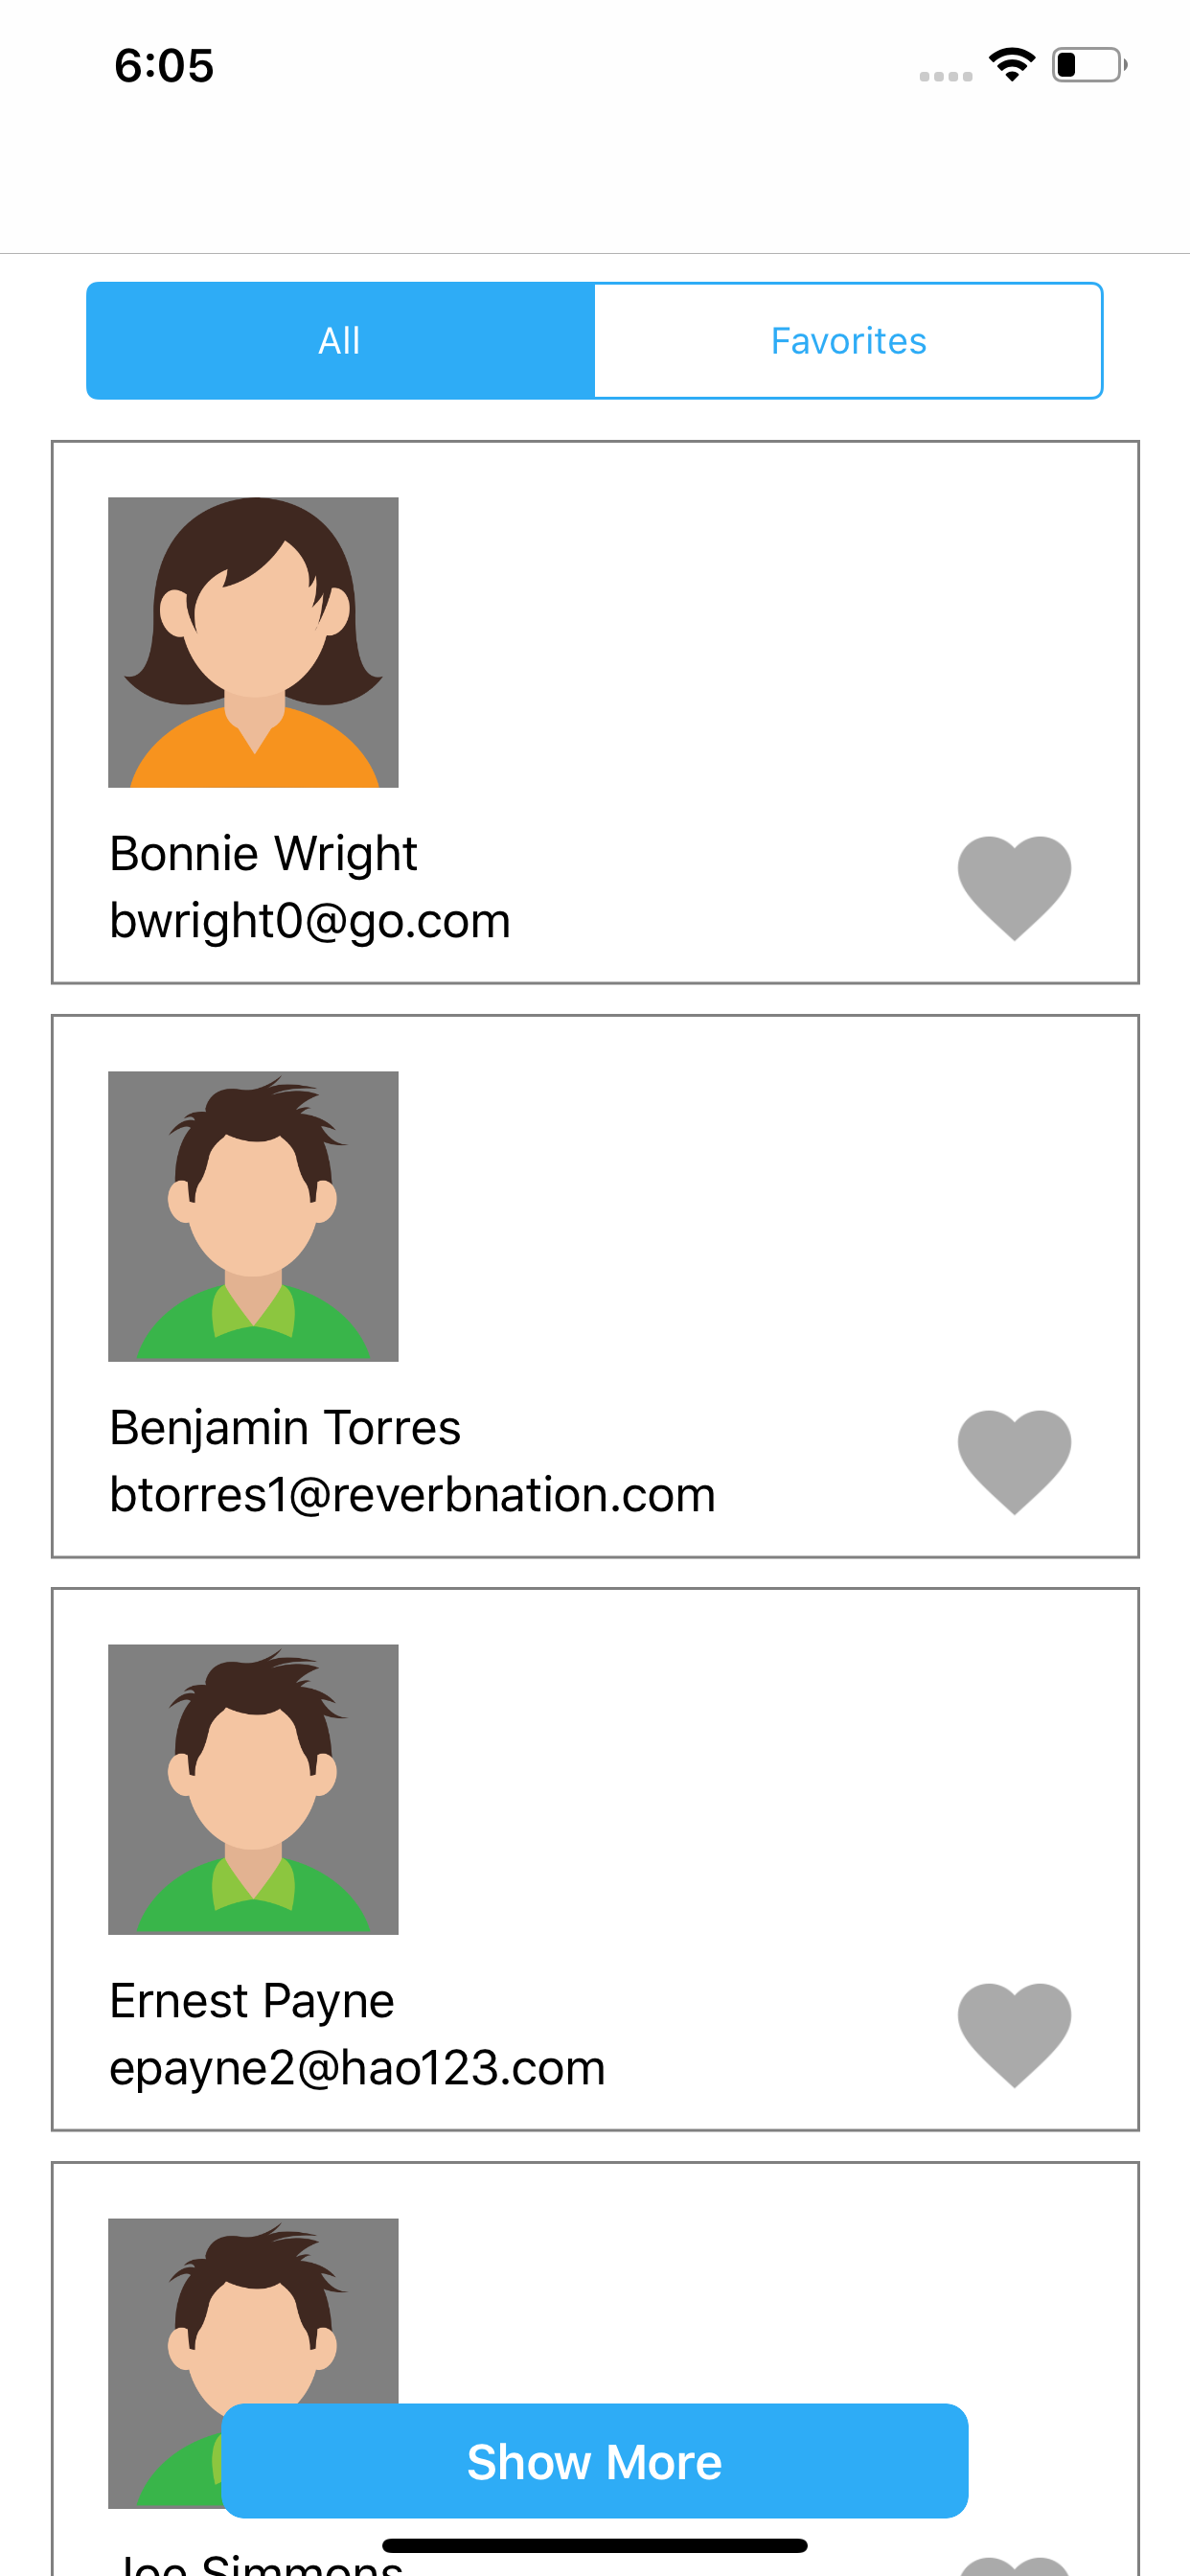 6:05
All
Favorites
Bonnie Wright
bwright0@go.com
Benjamin Torres
btorres1@reverbnation.com
Ernest Payne
epayne2@hao123.com
Show More
Joe Simmons